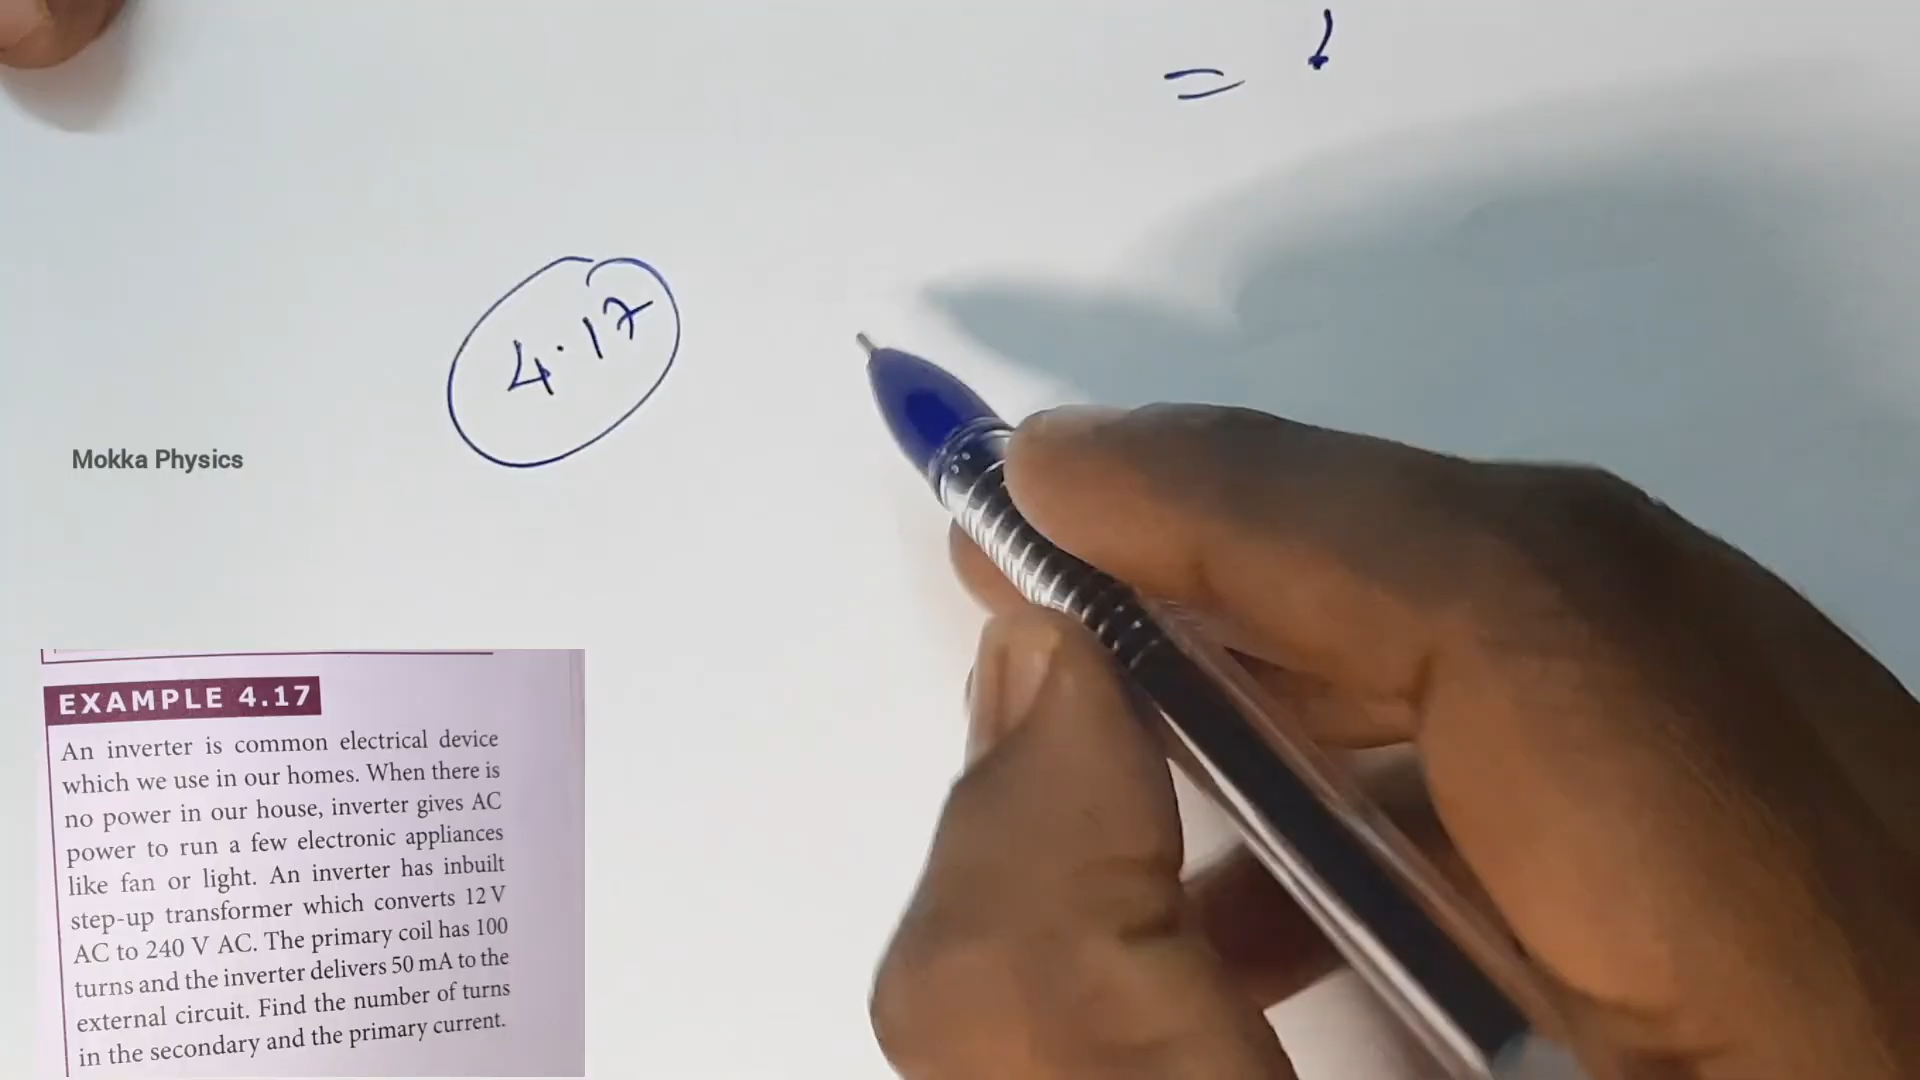 = ?
4.17
Mokka Physics
EXAMPLE 4.17
An inverter is common electrical device
which we use in our homes. When there is
no power in our house, inverter gives AC
power to run a few electronic appliances
like fan or light. An inverter has inbuilt
step-up transformer which converts 12 V
AC to 240 V AC. The primary coil has 100
turns and the inverter delivers 50 mA to the
external circuit. Find the number of turns
in the secondary and the primary current.